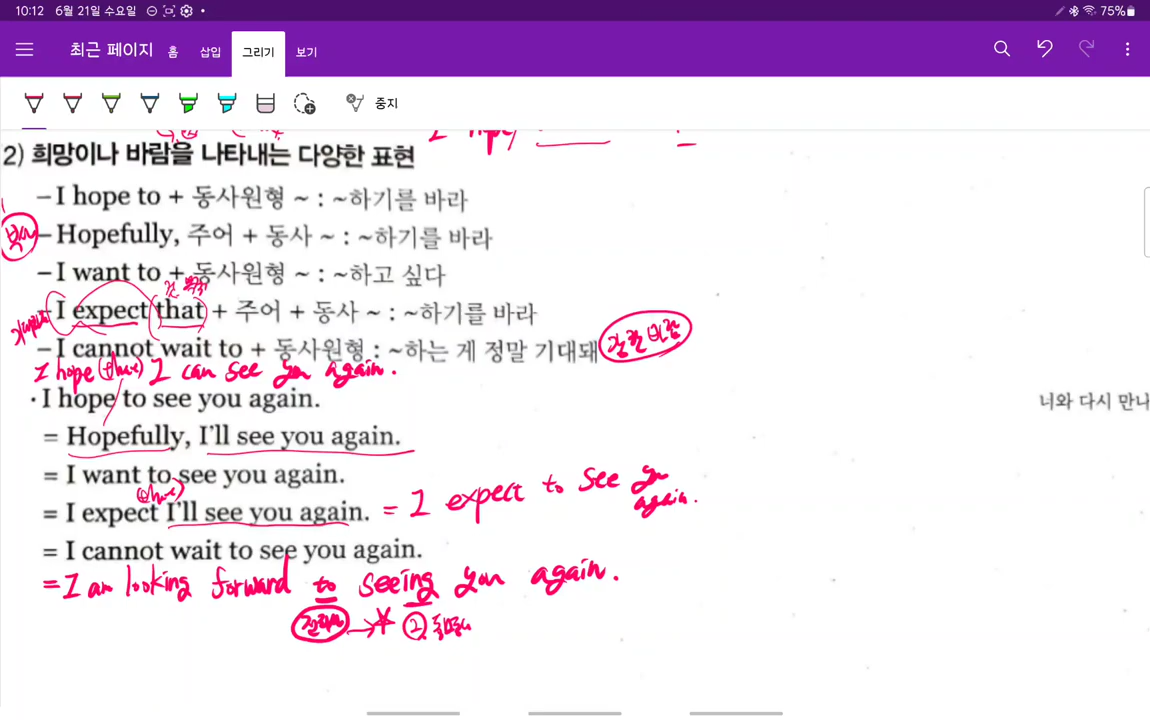 10:12 6월 21일 수요일 75%
최근 페이지 홈 삽입 그리기 보기
중지
2) 희망이나 바람을 나타내는 다양한 표현
– I hope to + 동사원형 ~ : ~하기를 바라
부사
– Hopefully, 주어 + 동사 ~ : ~하기를 바라
– I want to + 동사원형 ~ : ~하고 싶다
– I expect that + 주어 + 동사 ~ : ~하기를 바라
– I cannot wait to + 동사원형 : ~하는 게 정말 기대돼
강한 바람
I hope (that) I can see you again.
· I hope to see you again.
너와 다시 만나
= Hopefully, I'll see you again.
= I want to see you again.
(that)
= I expect I'll see you again. = I expect to see you again.
= I cannot wait to see you again.
= I am looking forward to seeing you again.
전치사 → ② 동명사